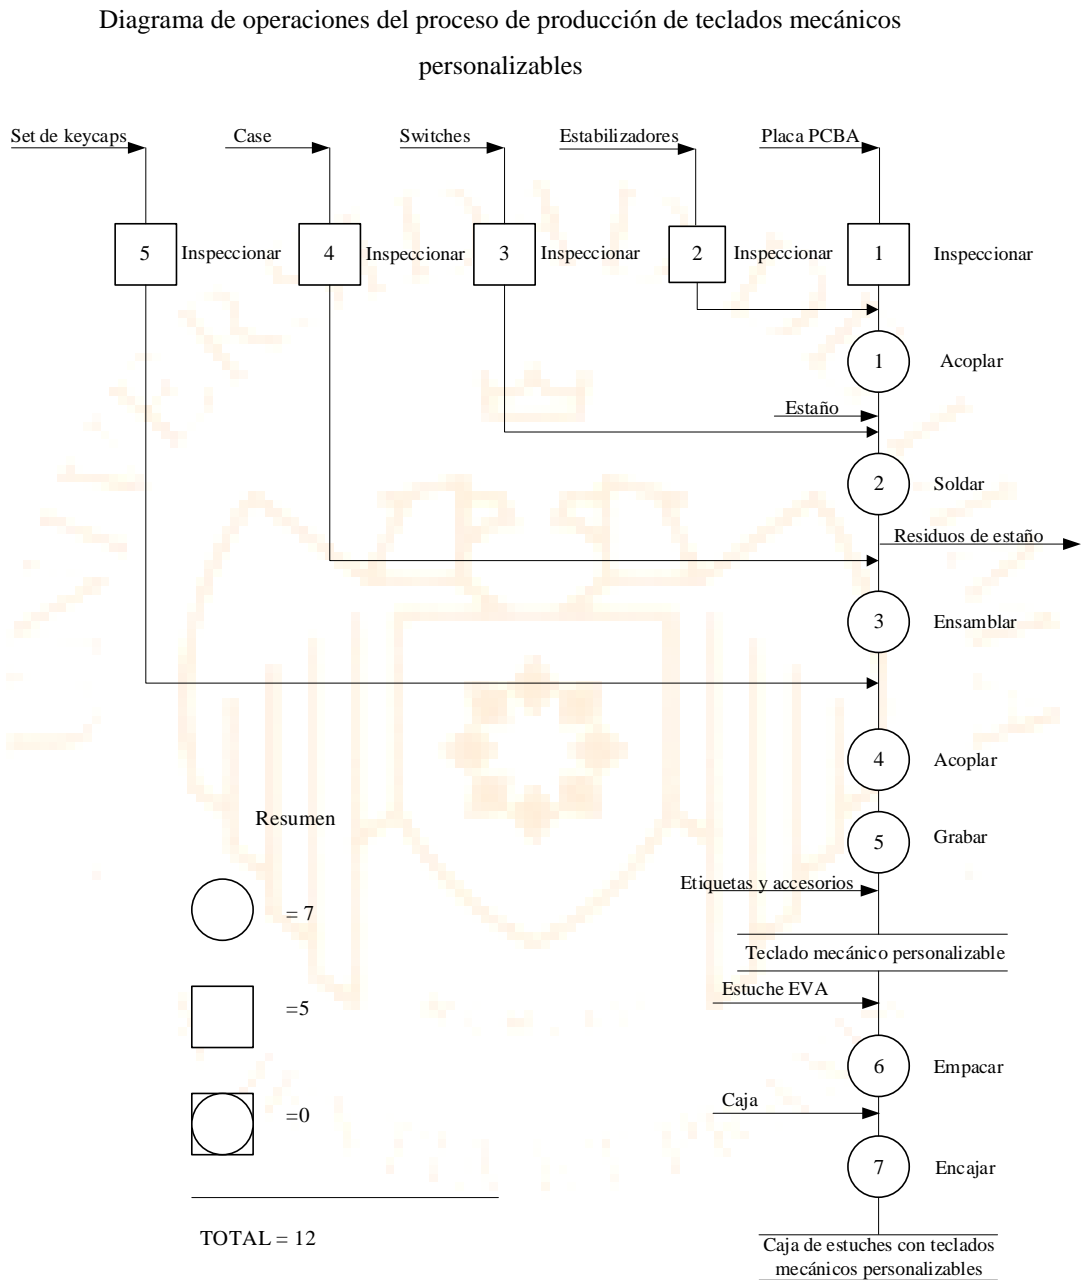 Diagrama de operaciones del proceso de producción de teclados mecánicos
personalizables
Set de keycaps
Case
Switches
Estabilizadores
Placa PCBA
5
Inspeccionar
4
Inspeccionar
3
Inspeccionar
2
Inspeccionar
1
Inspeccionar
1
Acoplar
Estaño
2
Soldar
Residuos de estaño
3
Ensamblar
4
Acoplar
5
Grabar
Etiquetas y accesorios
Teclado mecánico personalizable
Estuche EVA
6
Empacar
Caja
7
Encajar
Caja de estuches con teclados
mecánicos personalizables
Resumen
= 7
=5
=0
TOTAL = 12